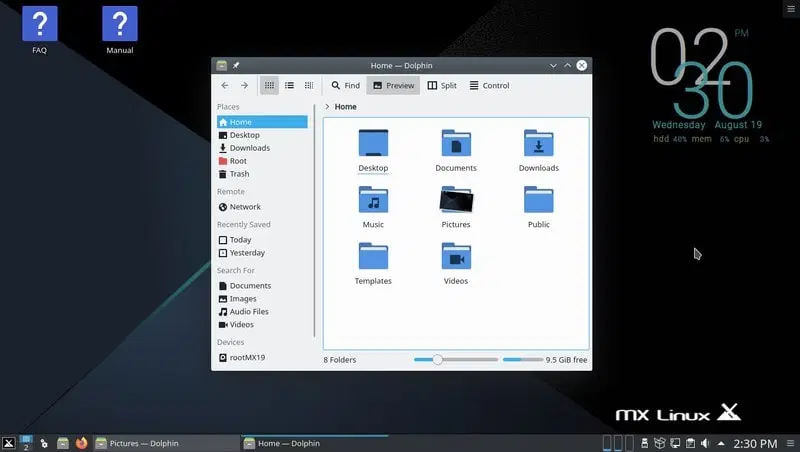 FAQ
Manual
Home — Dolphin
Find
Preview
Split
Control
Places
Home
Desktop
Downloads
Root
Trash
Remote
Network
Recently Saved
Today
Yesterday
Search For
Documents
Images
Audio Files
Videos
Devices
rootMX19
Home
Desktop
Documents
Downloads
Music
Pictures
Public
Templates
Videos
8 Folders
9.5 GiB free
02 PM
30
Wednesday August 19
hdd 40% mem 6% cpu 3%
MX Linux
2
Pictures — Dolphin
Home — Dolphin
2:30 PM